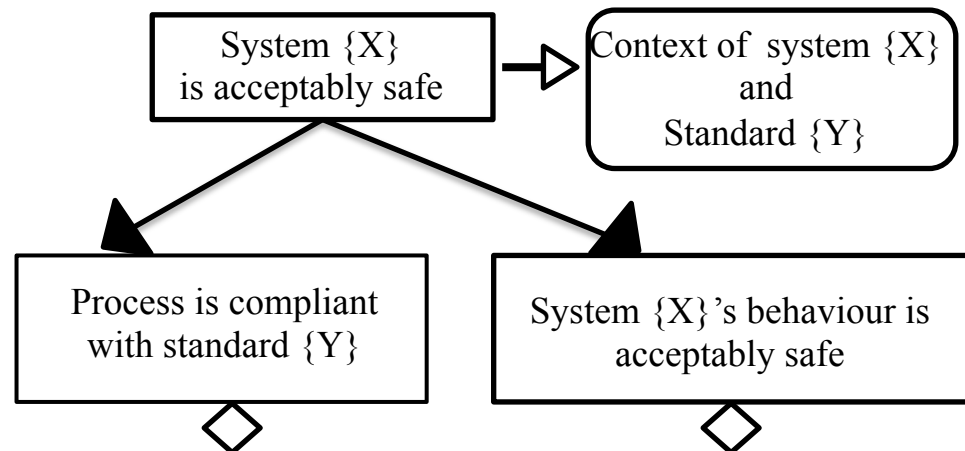 System {X}
is acceptably safe
Context of system {X}
and
Standard {Y}
Process is compliant
with standard {Y}
System {X}'s behaviour is
acceptably safe